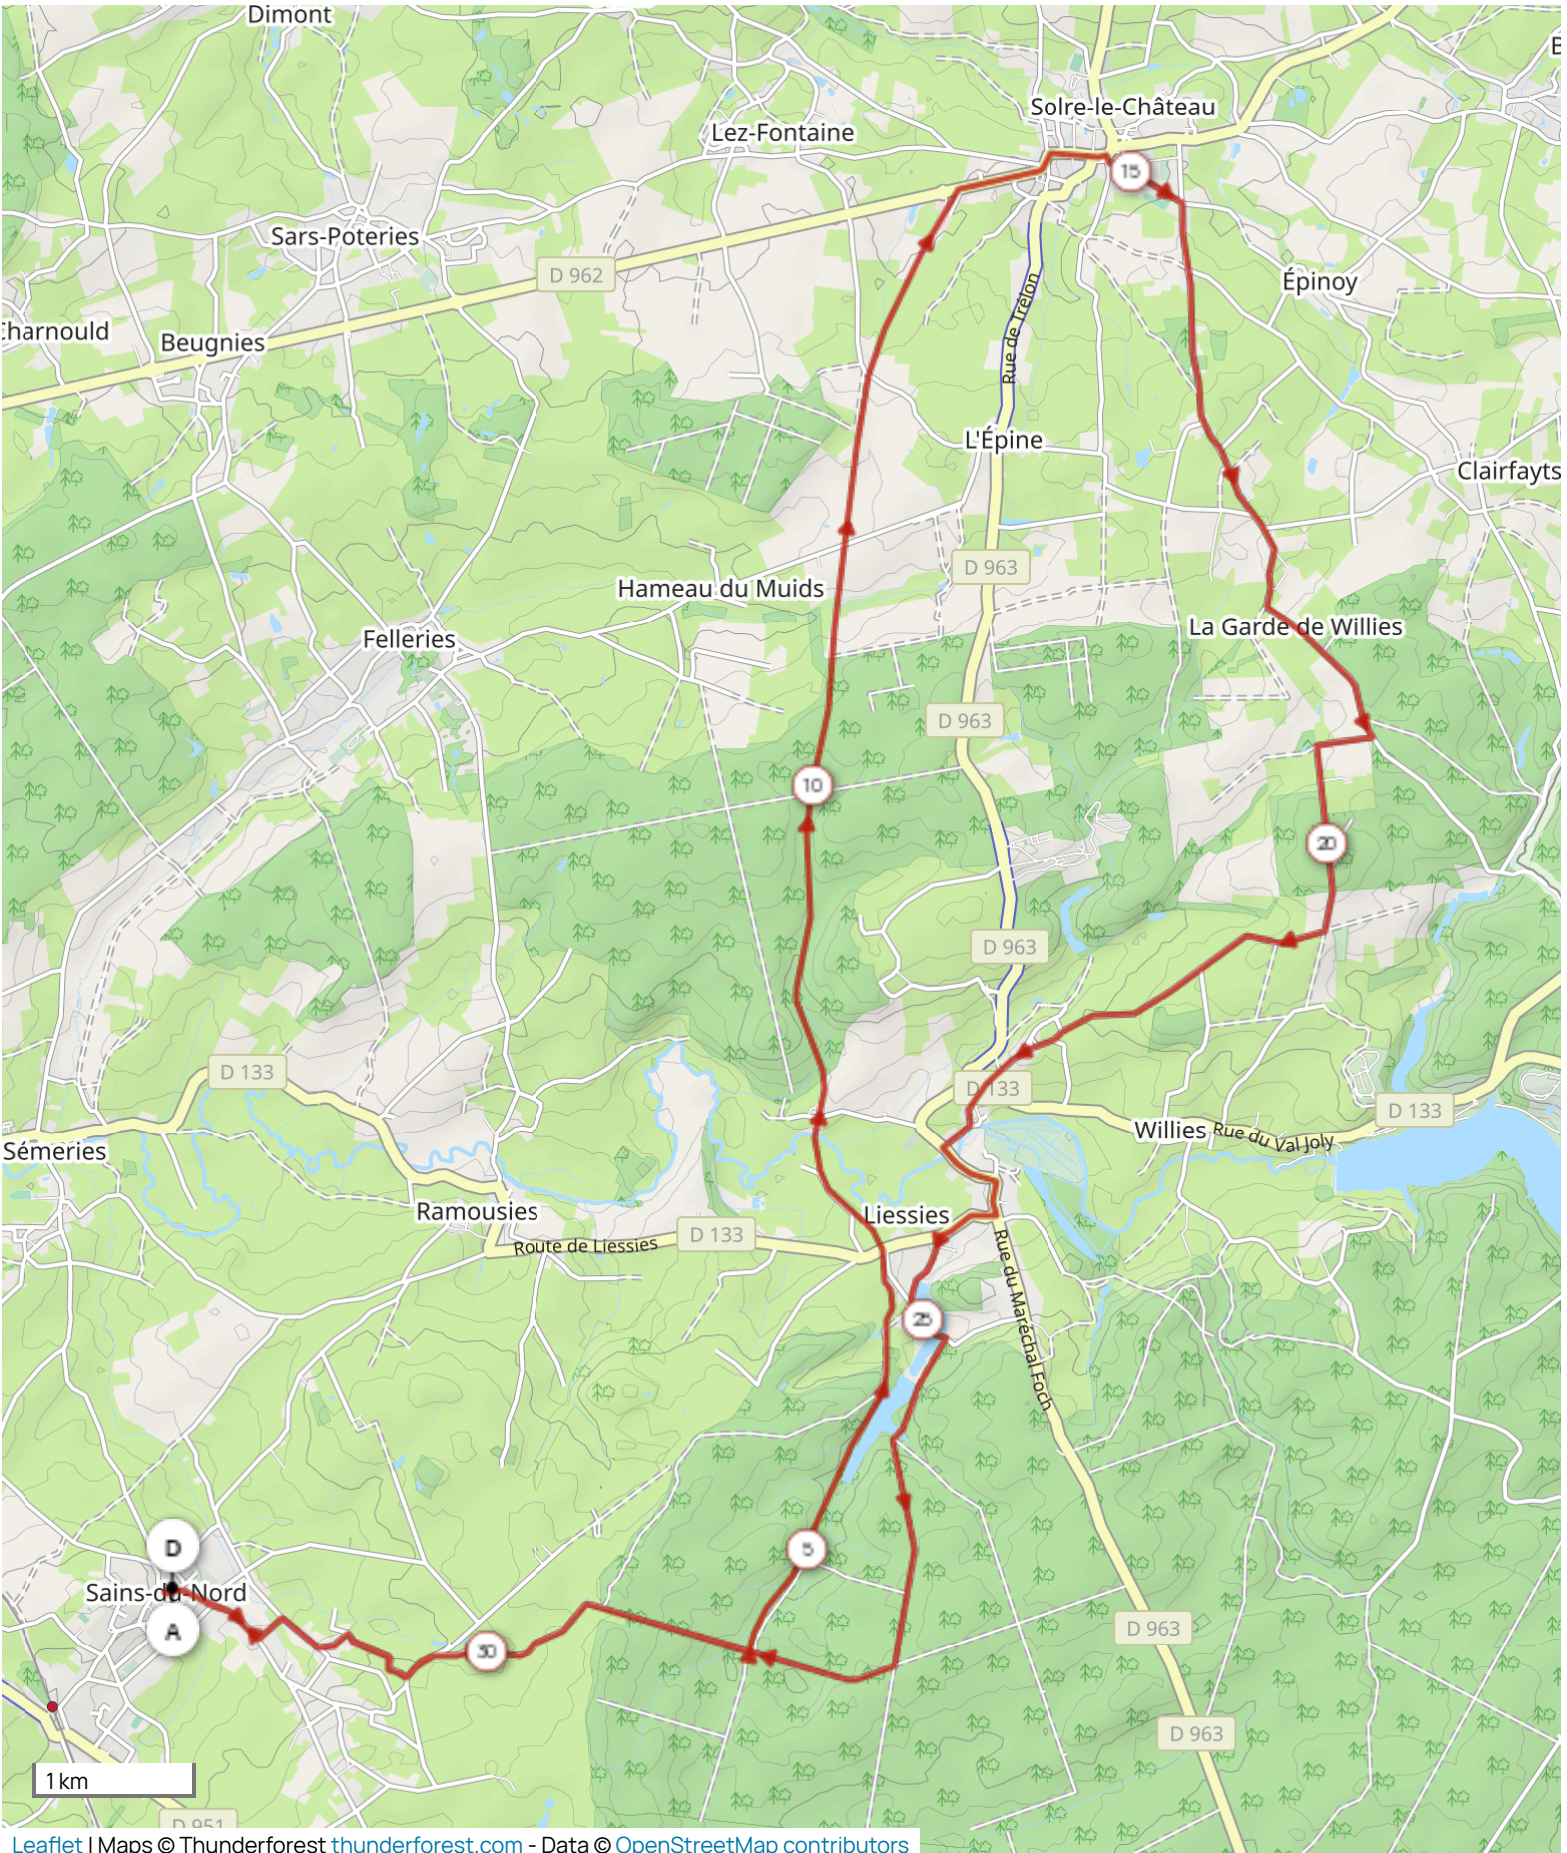 Dimont
Solre-le-Château
Lez-Fontaine
15
Sars-Poteries
D 962
Épinoy
Charnould
Beugnies
Rue de Trélon
L'Épine
Clairfayts
D 963
Hameau du Muids
La Garde de Willies
Felleries
D 963
10
20
D 963
D 133
D 133
D 133
Willies
Rue du Val Joly
Sémeries
Ramousies
Liessies
D 133
Route de Liessies
Rue du Maréchal Foch
25
D
5
Sains-du-Nord
A
30
D 963
D 963
1 km
D 951
Leaflet | Maps © Thunderforest thunderforest.com - Data © OpenStreetMap contributors